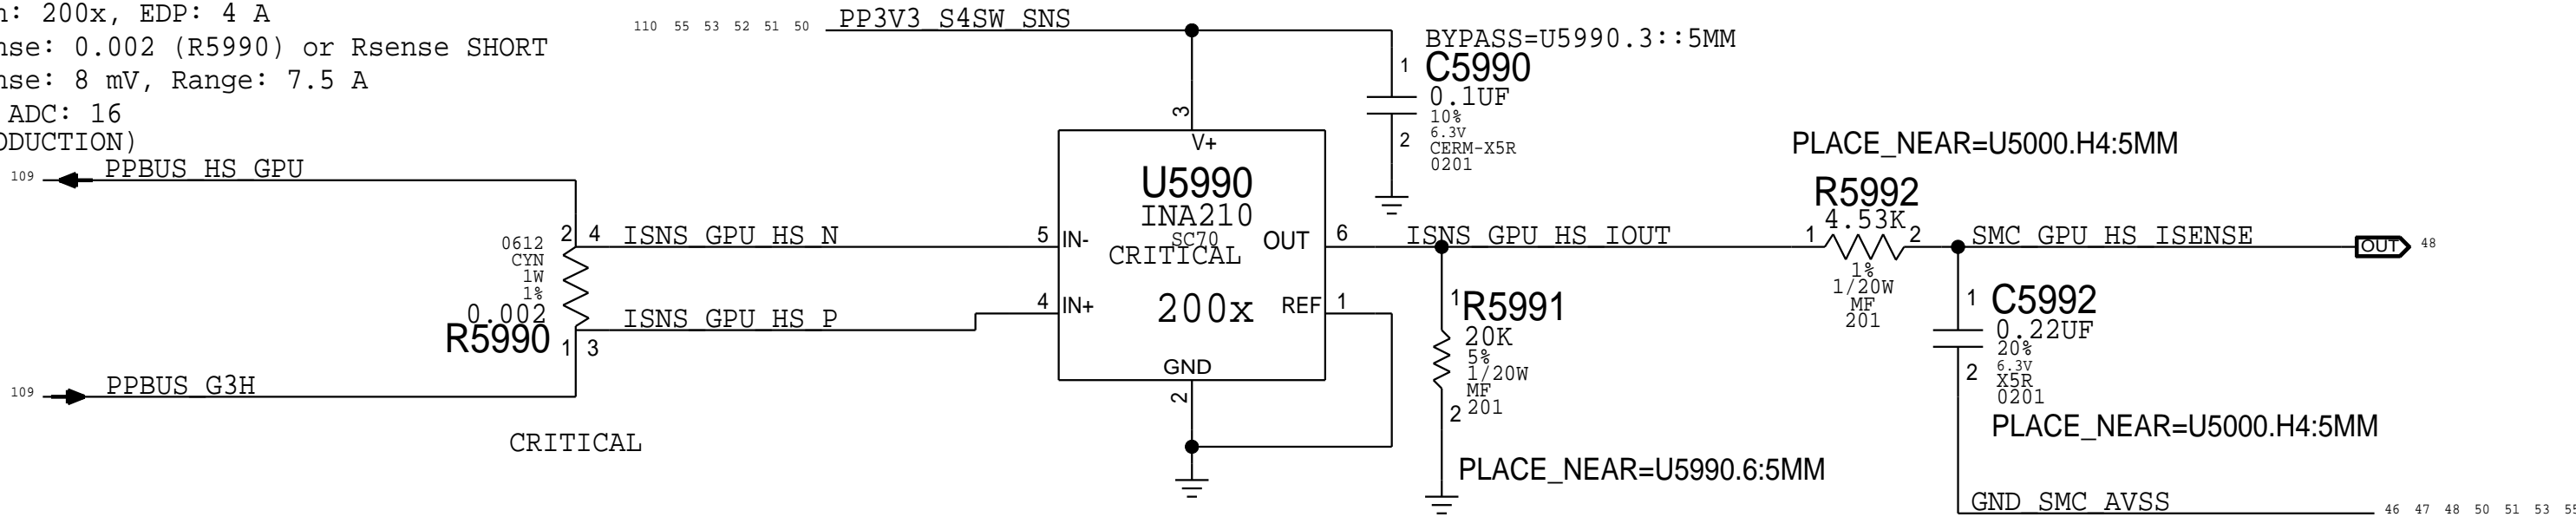 n: 200x, EDP: 4 A
nse: 0.002 (R5990) or Rsense SHORT
nse: 8 mV, Range: 7.5 A
ADC: 16
ODUCTION)
110 55 53 52 51 50 PP3V3_S4SW_SNS
BYPASS=U5990.3::5MM
1 C5990
0.1UF
10%
6.3V
2 CERM-X5R
0201
109 PPBUS_HS_GPU
3
V+
U5990
INA210
SC70
CRITICAL
200x
5 IN-
4 IN+
OUT 6
REF 1
GND
2
2 4 ISNS_GPU_HS_N
0612
CYN
1W
1%
0.002
R5990
1 3 ISNS_GPU_HS_P
109 PPBUS_G3H
CRITICAL
ISNS_GPU_HS_IOUT
1 R5991
20K
5%
1/20W
MF
2 201
PLACE_NEAR=U5990.6:5MM
PLACE_NEAR=U5000.H4:5MM
R5992
4.53K
1 2
1%
1/20W
MF
201
SMC_GPU_HS_ISENSE OUT 48
1 C5992
0.22UF
20%
6.3V
2 X5R
0201
PLACE_NEAR=U5000.H4:5MM
GND_SMC_AVSS 46 47 48 50 51 53